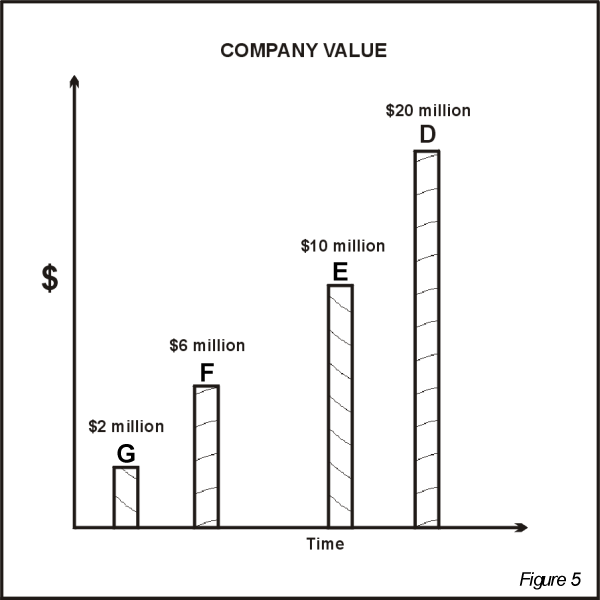 COMPANY VALUE
$20 million
D
$10 million
E
$
$6 million
F
$2 million
G
Time
Figure 5